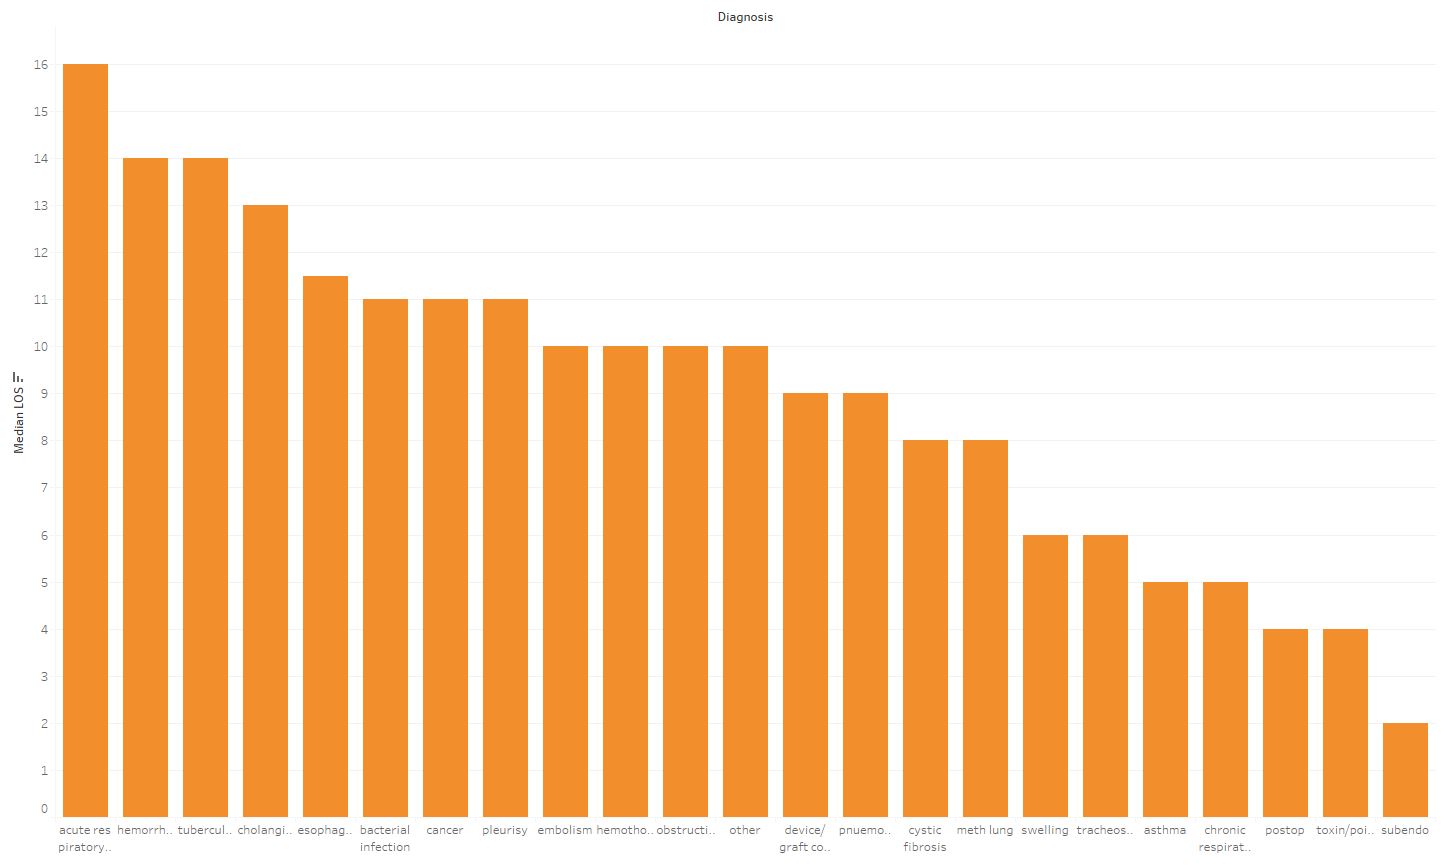 Diagnosis
Median LOS
16
15
14
13
12
11
10
9
8
7
6
5
4
3
2
1
0
acute res
piratory..
hemorrh..
tubercul..
cholangi..
esophag..
bacterial
infection
cancer
pleurisy
embolism
hemotho..
obstructi..
other
device/
graft co..
pnuemo..
cystic
fibrosis
meth lung
swelling
tracheos..
asthma
chronic
respirat..
postop
toxin/poi..
subendo